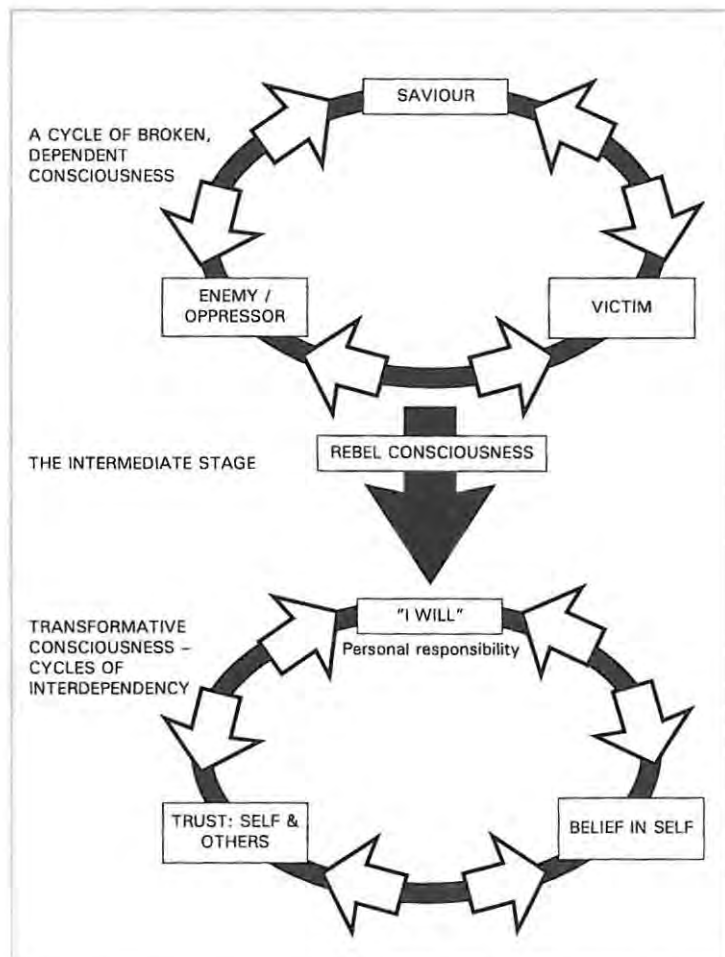 SAVIOUR
A CYCLE OF BROKEN,
DEPENDENT
CONSCIOUSNESS
ENEMY /
OPPRESSOR
VICTIM
REBEL CONSCIOUSNESS
THE INTERMEDIATE STAGE
"I WILL"
Personal responsibility
TRANSFORMATIVE
CONSCIOUSNESS –
CYCLES OF
INTERDEPENDENCY
TRUST: SELF &
OTHERS
BELIEF IN SELF